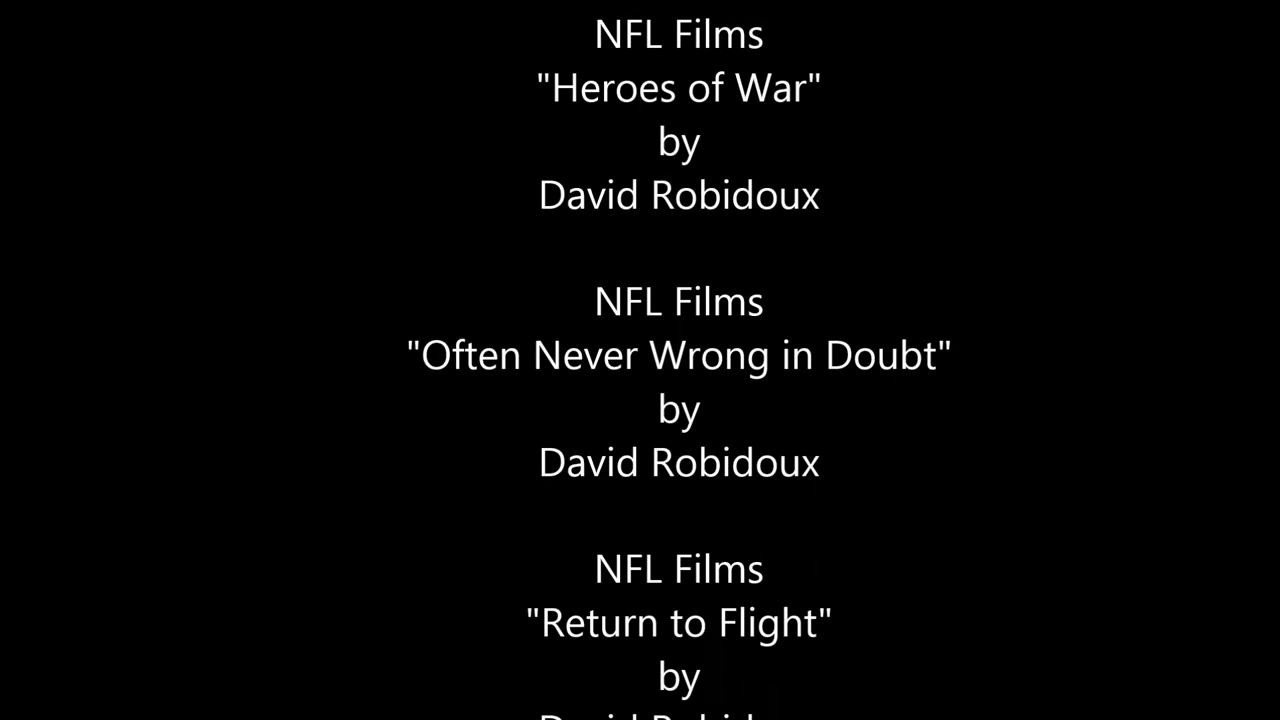 NFL Films
"Heroes of War"
by
David Robidoux
NFL Films
"Often Never Wrong in Doubt"
by
David Robidoux
NFL Films
"Return to Flight"
by
David